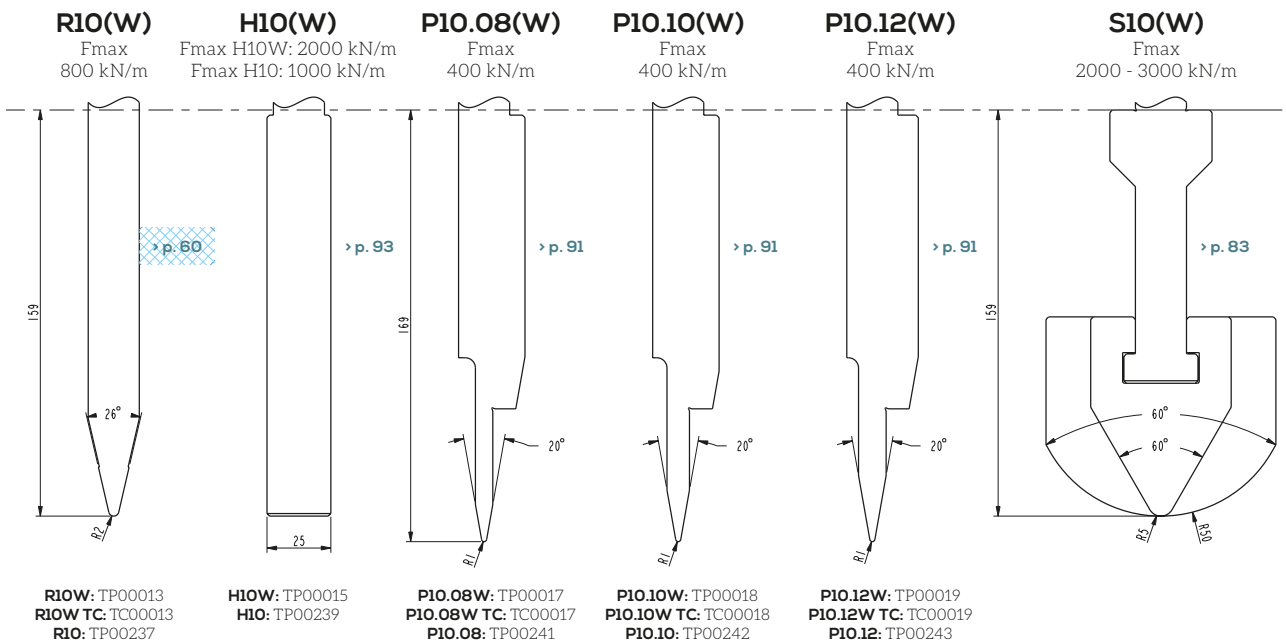 R10(W)
Fmax
800 kN/m
H10(W)
Fmax H10W: 2000 kN/m
Fmax H10: 1000 kN/m
P10.08(W)
Fmax
400 kN/m
P10.10(W)
Fmax
400 kN/m
P10.12(W)
Fmax
400 kN/m
S10(W)
Fmax
2000 - 3000 kN/m
159
› p. 60
26°
R2
› p. 93
25
169
› p. 91
20°
R1
› p. 91
20°
R1
› p. 91
20°
R1
159
› p. 83
60°
60°
R5
R50
R10W: TP00013
R10W TC: TC00013
R10: TP00237
H10W: TP00015
H10: TP00239
P10.08W: TP00017
P10.08W TC: TC00017
P10.08: TP00241
P10.10W: TP00018
P10.10W TC: TC00018
P10.10: TP00242
P10.12W: TP00019
P10.12W TC: TC00019
P10.12: TP00243